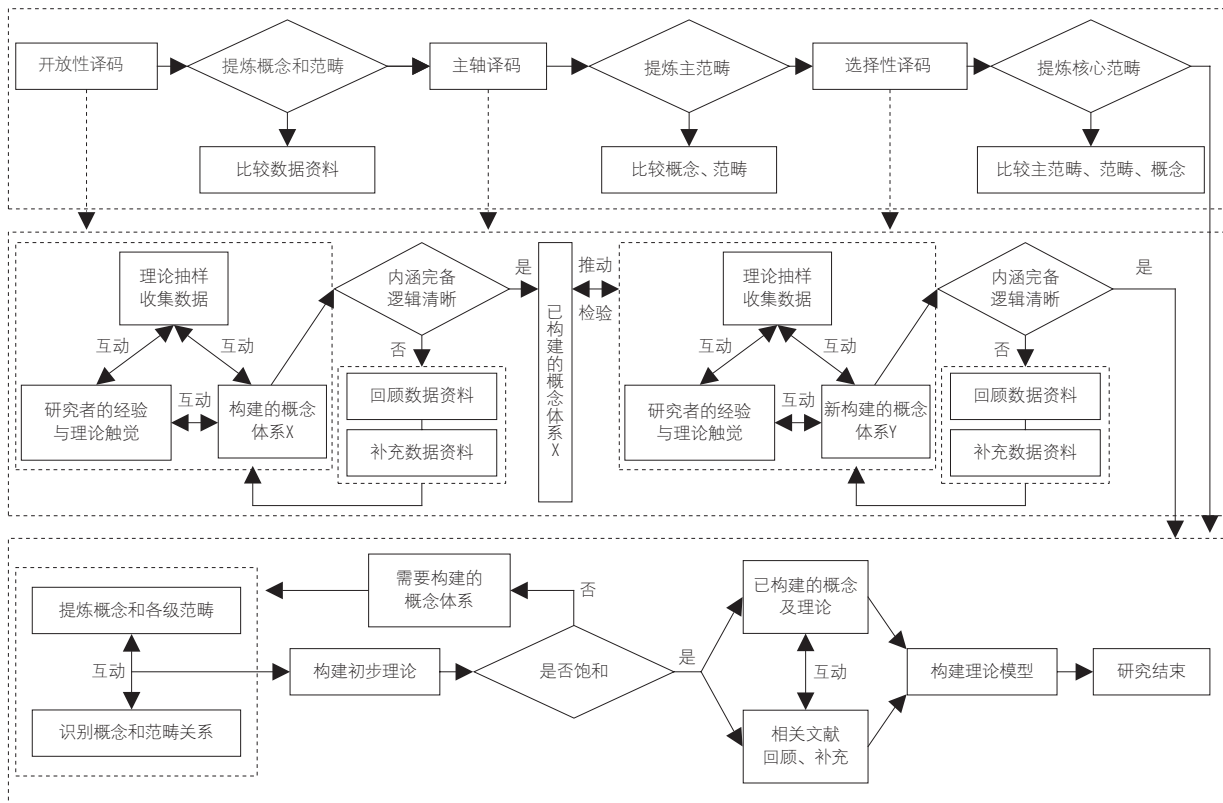 开放性译码
提炼概念和范畴
主轴译码
提炼主范畴
选择性译码
提炼核心范畴
比较数据资料
比较概念、范畴
比较主范畴、范畴、概念
理论抽样
收集数据
互动
互动
研究者的经验
与理论触觉
互动
构建的概念
体系X
内涵完备
逻辑清晰
是
否
回顾数据资料
补充数据资料
已构建的概念体系X
推动
检验
理论抽样
收集数据
互动
互动
研究者的经验
与理论触觉
互动
新构建的概念
体系Y
内涵完备
逻辑清晰
是
否
回顾数据资料
补充数据资料
提炼概念和各级范畴
互动
识别概念和范畴关系
需要构建的
概念体系
否
构建初步理论
是否饱和
是
已构建的概念
及理论
互动
相关文献
回顾、补充
构建理论模型
研究结束